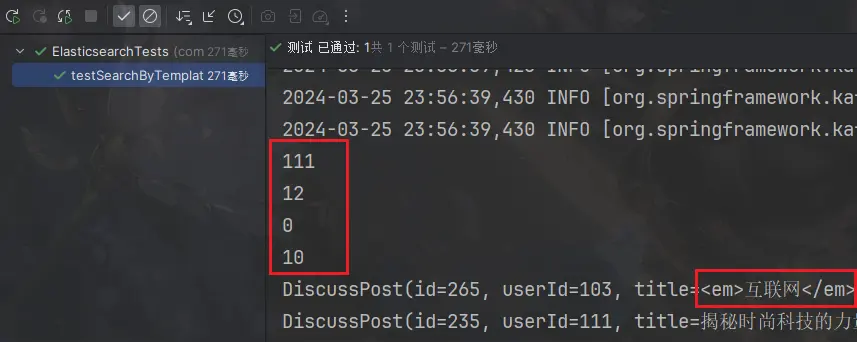 ElasticsearchTests (com 271毫秒
testSearchByTemplat 271毫秒
测试 已通过: 1共 1 个测试 – 271毫秒
2024-03-25 23:56:39,430 INFO [org.springframework.ka
2024-03-25 23:56:39,430 INFO [org.springframework.ka
111
12
0
10
DiscussPost(id=265, userId=103, title=<em>互联网</em>
DiscussPost(id=235, userId=111, title=揭秘时尚科技的力